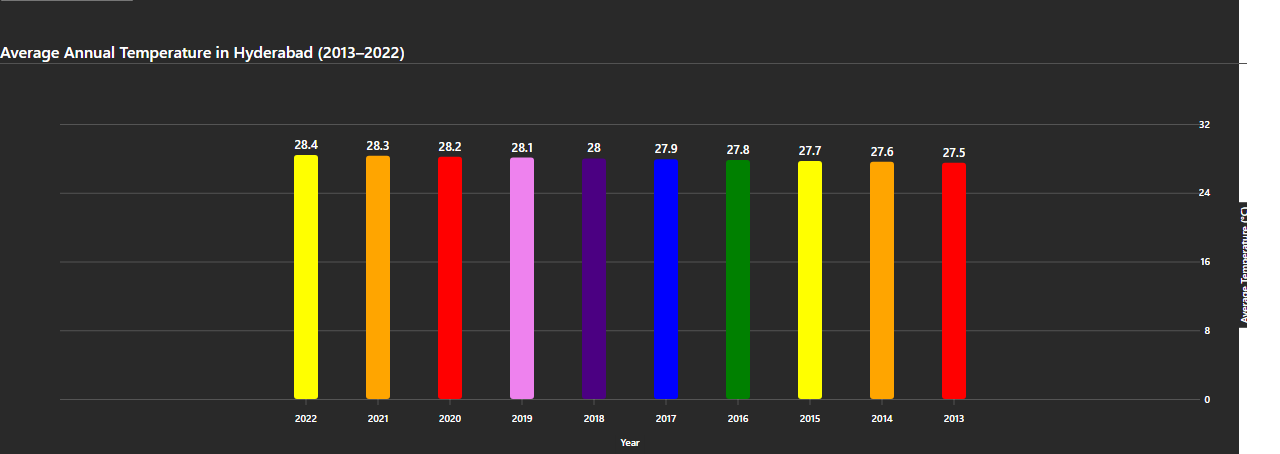 Average Annual Temperature in Hyderabad (2013–2022)
32
28.4 28.3 28.2 28.1 28 27.9 27.8 27.7 27.6 27.5
24
16
8
0
Average Temperature (°C)
2022 2021 2020 2019 2018 2017 2016 2015 2014 2013
Year